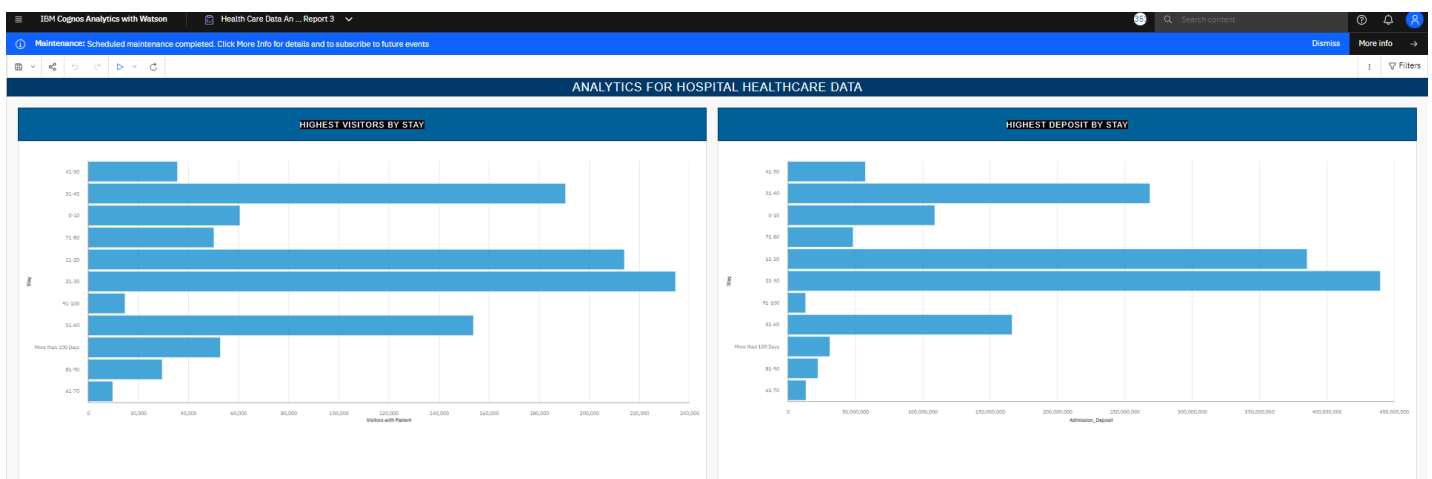 IBM Cognos Analytics with Watson
Health Care Data An ... Report 3
Search content
Maintenance: Scheduled maintenance completed. Click More Info for details and to subscribe to future events
Dismiss
More info
Filters
ANALYTICS FOR HOSPITAL HEALTHCARE DATA
HIGHEST VISITORS BY STAY
Stay
41-50
31-40
0-10
71-80
11-20
21-30
91-100
51-60
More than 100 Days
81-90
61-70
0 20,000 40,000 60,000 80,000 100,000 120,000 140,000 160,000 180,000 200,000 220,000 240,000
Visitors with Patient
HIGHEST DEPOSIT BY STAY
Stay
41-50
31-40
0-10
71-80
11-20
21-30
91-100
51-60
More than 100 Days
81-90
61-70
0 50,000,000 100,000,000 150,000,000 200,000,000 250,000,000 300,000,000 350,000,000 400,000,000 450,000,000
Admission_Deposit